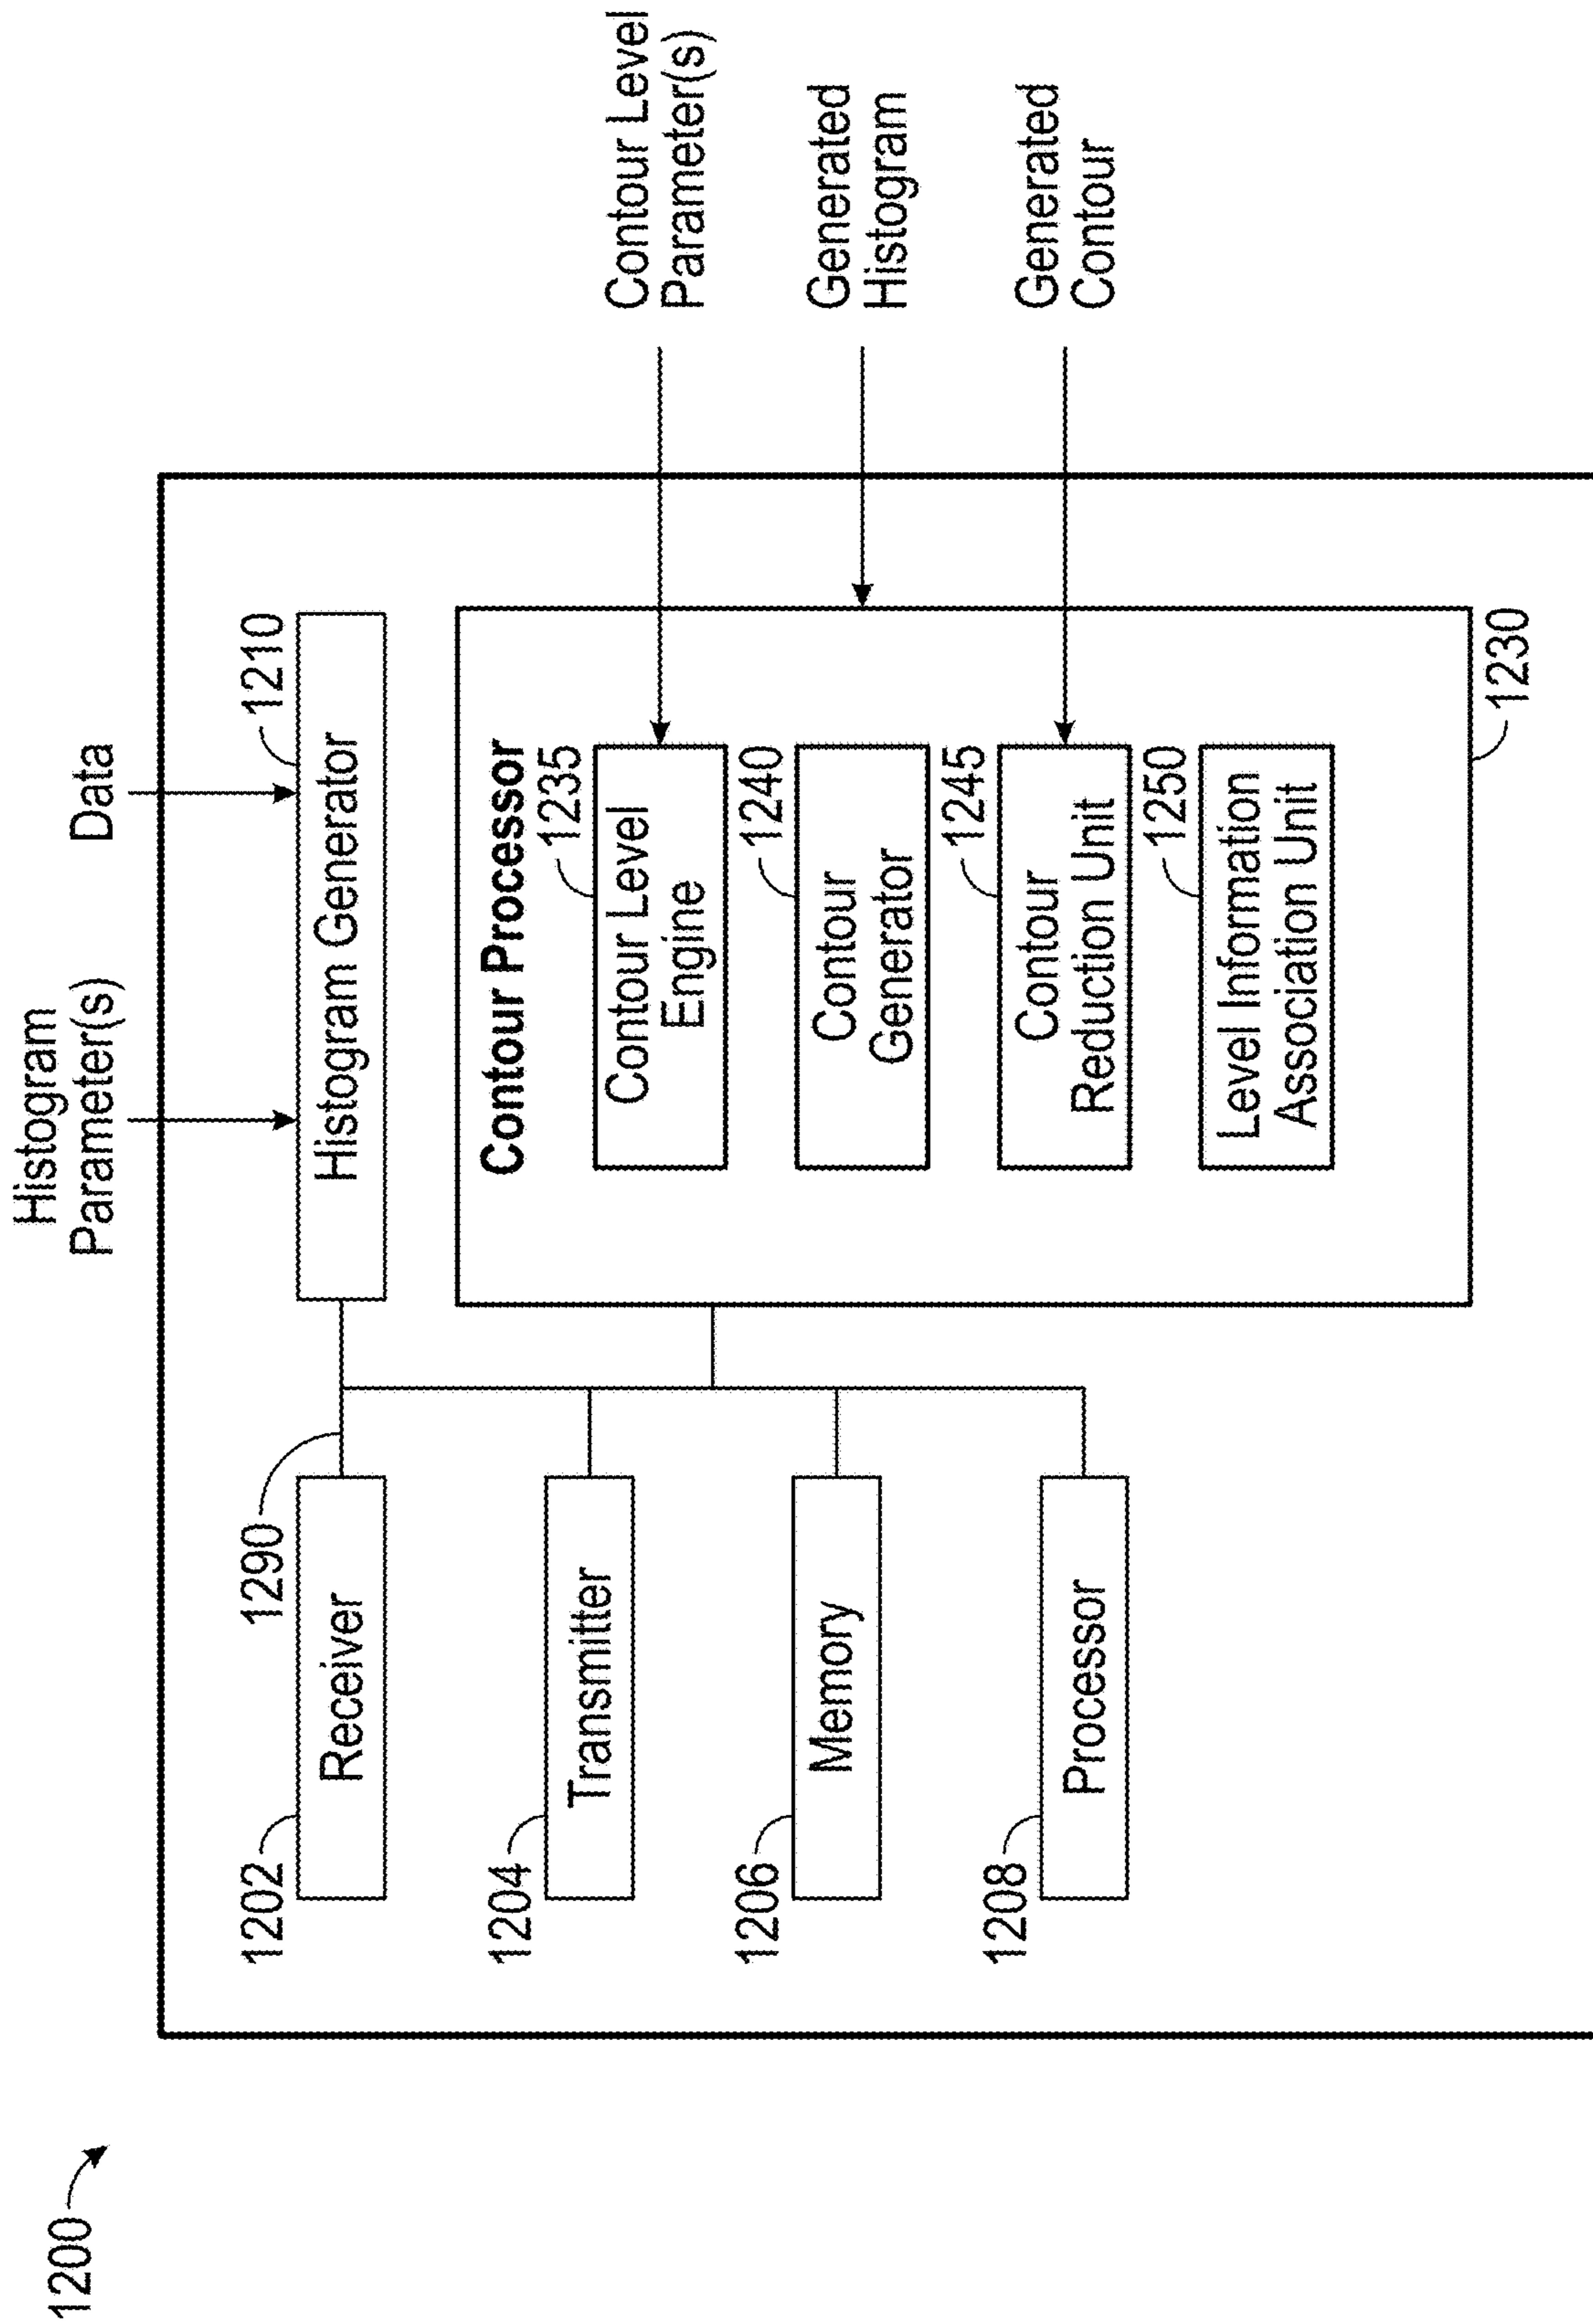 1200
Histogram
Parameter(s)
Data
1202
Receiver
1290
Histogram Generator
1210
1204
Transmitter
1206
Memory
1208
Processor
Contour Processor
Contour Level
Engine
1235
Contour
Generator
1240
Contour
Reduction Unit
1245
Level Information
Association Unit
1250
1230
Contour Level
Parameter(s)
Generated
Histogram
Generated
Contour